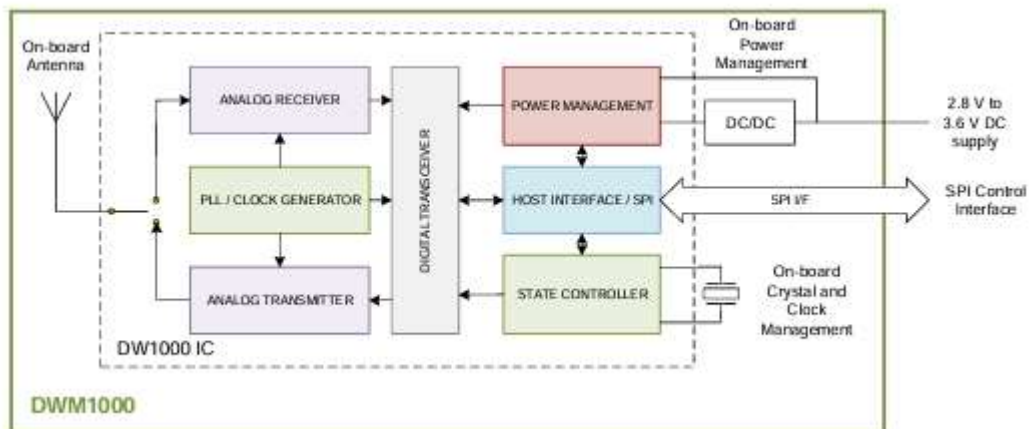 On-board
Antenna
ANALOG RECEIVER
PLL / CLOCK GENERATOR
ANALOG TRANSMITTER
DIGITAL TRANSCEIVER
POWER MANAGEMENT
HOST INTERFACE / SPI
STATE CONTROLLER
On-board
Power
Management
DC/DC
2.8 V to
3.6 V DC
supply
SPI I/F
SPI Control
Interface
On-board
Crystal and
Clock
Management
DW1000 IC
DWM1000